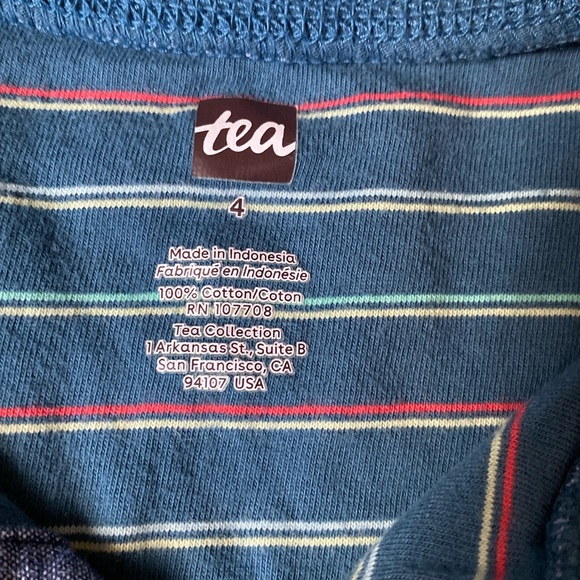 tea
4
Made in Indonesia
Fabriqué en Indonésie
100% Cotton/Coton
RN 107708
Tea Collection
1 Arkansas St., Suite B
San Francisco, CA
94107 USA